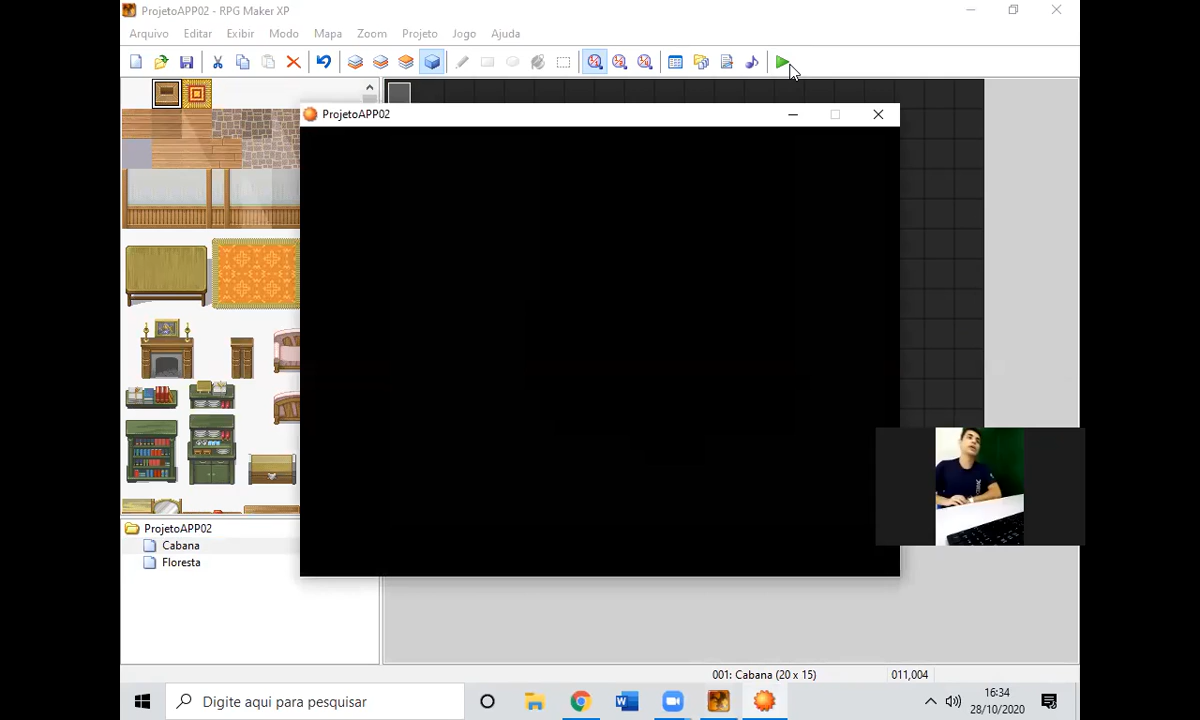 ProjetoAPP02 - RPG Maker XP
Arquivo Editar Exibir Modo Mapa Zoom Projeto Jogo Ajuda
ProjetoAPP02
ProjetoAPP02
Cabana
Floresta
001: Cabana (20 x 15) 011,004
Digite aqui para pesquisar
16:34
28/10/2020